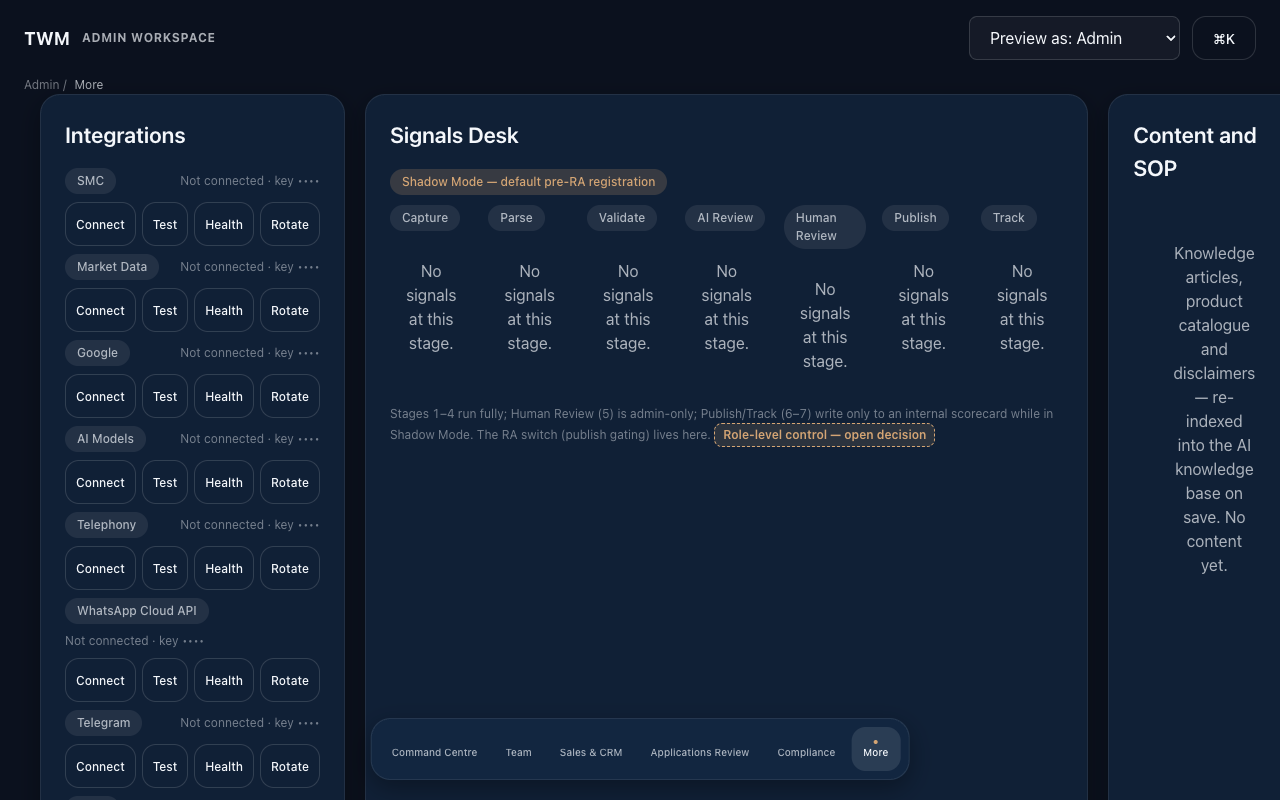 TWM ADMIN WORKSPACE
Preview as: Admin
⌘K
Admin / More
Integrations
SMC
Not connected · key ••••
Connect Test Health Rotate
Market Data
Not connected · key ••••
Connect Test Health Rotate
Google
Not connected · key ••••
Connect Test Health Rotate
AI Models
Not connected · key ••••
Connect Test Health Rotate
Telephony
Not connected · key ••••
Connect Test Health Rotate
WhatsApp Cloud API
Not connected · key ••••
Connect Test Health Rotate
Telegram
Not connected · key ••••
Connect Test Health Rotate
Signals Desk
Shadow Mode — default pre-RA registration
Capture
No
signals
at this
stage.
Parse
No
signals
at this
stage.
Validate
No
signals
at this
stage.
AI Review
No
signals
at this
stage.
Human
Review
No
signals
at this
stage.
Publish
No
signals
at this
stage.
Track
No
signals
at this
stage.
Stages 1–4 run fully; Human Review (5) is admin-only; Publish/Track (6–7) write only to an internal scorecard while in
Shadow Mode. The RA switch (publish gating) lives here. Role-level control — open decision
Content and
SOP
Knowledge
articles,
product
catalogue
and
disclaimers
— re-
indexed
into the AI
knowledge
base on
save. No
content
yet.
Command Centre Team Sales & CRM Applications Review Compliance More